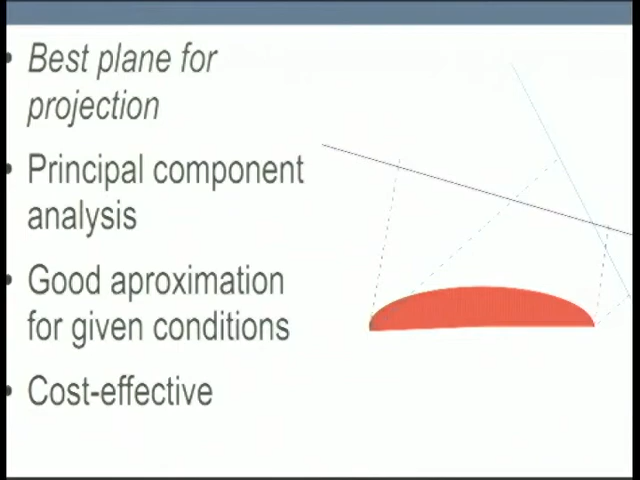 Best plane for
projection
Principal component
analysis
Good aproximation
for given conditions
Cost-effective